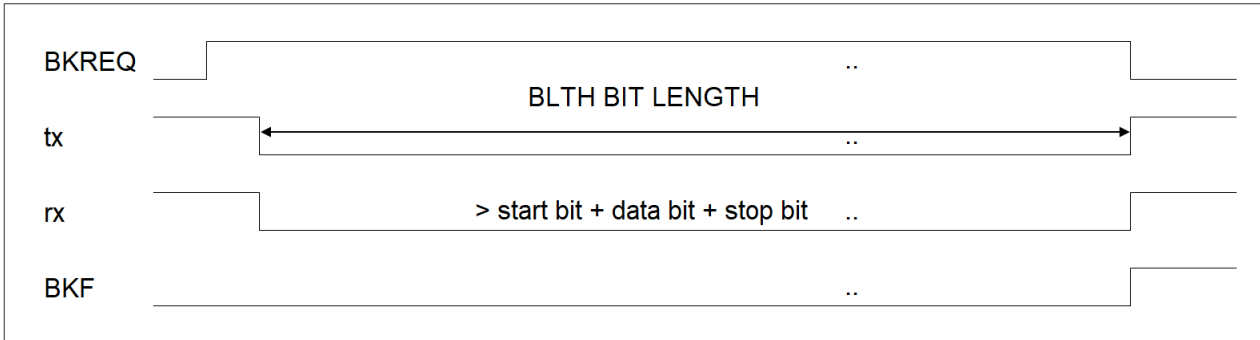 BKREQ ..
BLTH BIT LENGTH
tx ..
rx > start bit + data bit + stop bit ..
BKF ..